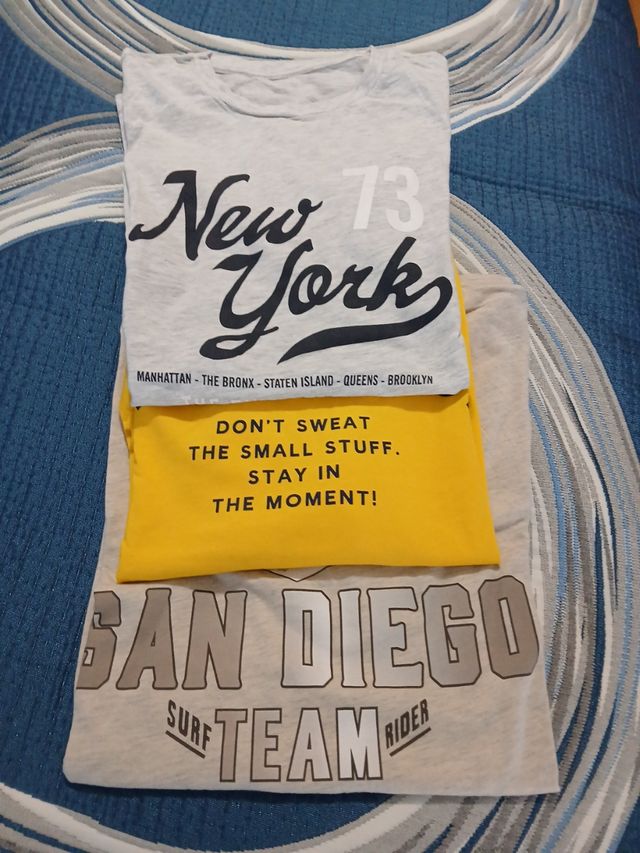 73
New
York
MANHATTAN - THE BRONX - STATEN ISLAND - QUEENS - BROOKLYN
DON'T SWEAT
THE SMALL STUFF.
STAY IN
THE MOMENT!
SAN DIEGO
SURF TEAM RIDER